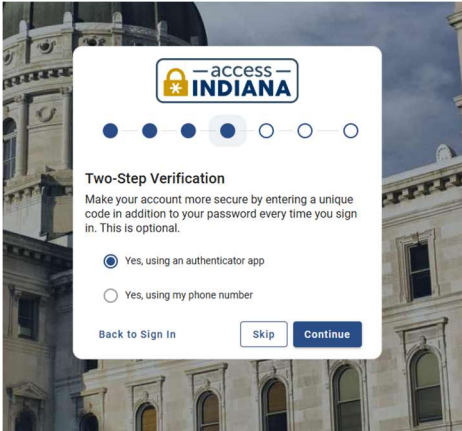 access
INDIANA
Two-Step Verification
Make your account more secure by entering a unique
code in addition to your password every time you sign
in. This is optional.
Yes, using an authenticator app
Yes, using my phone number
Back to Sign In Skip Continue